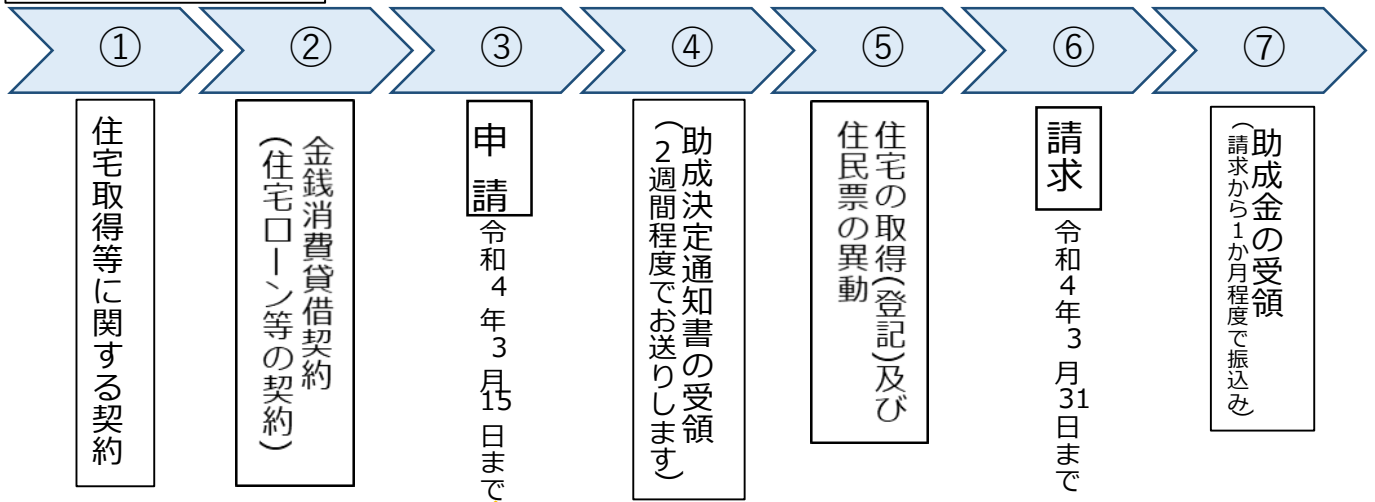 ①
②
③
④
⑤
⑥
⑦
住宅取得等に関する契約
金銭消費貸借契約
(住宅ローン等の契約)
申請
令和4年3月15日まで
助成決定通知書の受領
(2週間程度でお送りします)
住宅の取得(登記)及び
住民票の異動
請求
令和4年3月31日まで
助成金の受領
(請求から1か月程度で振込み)